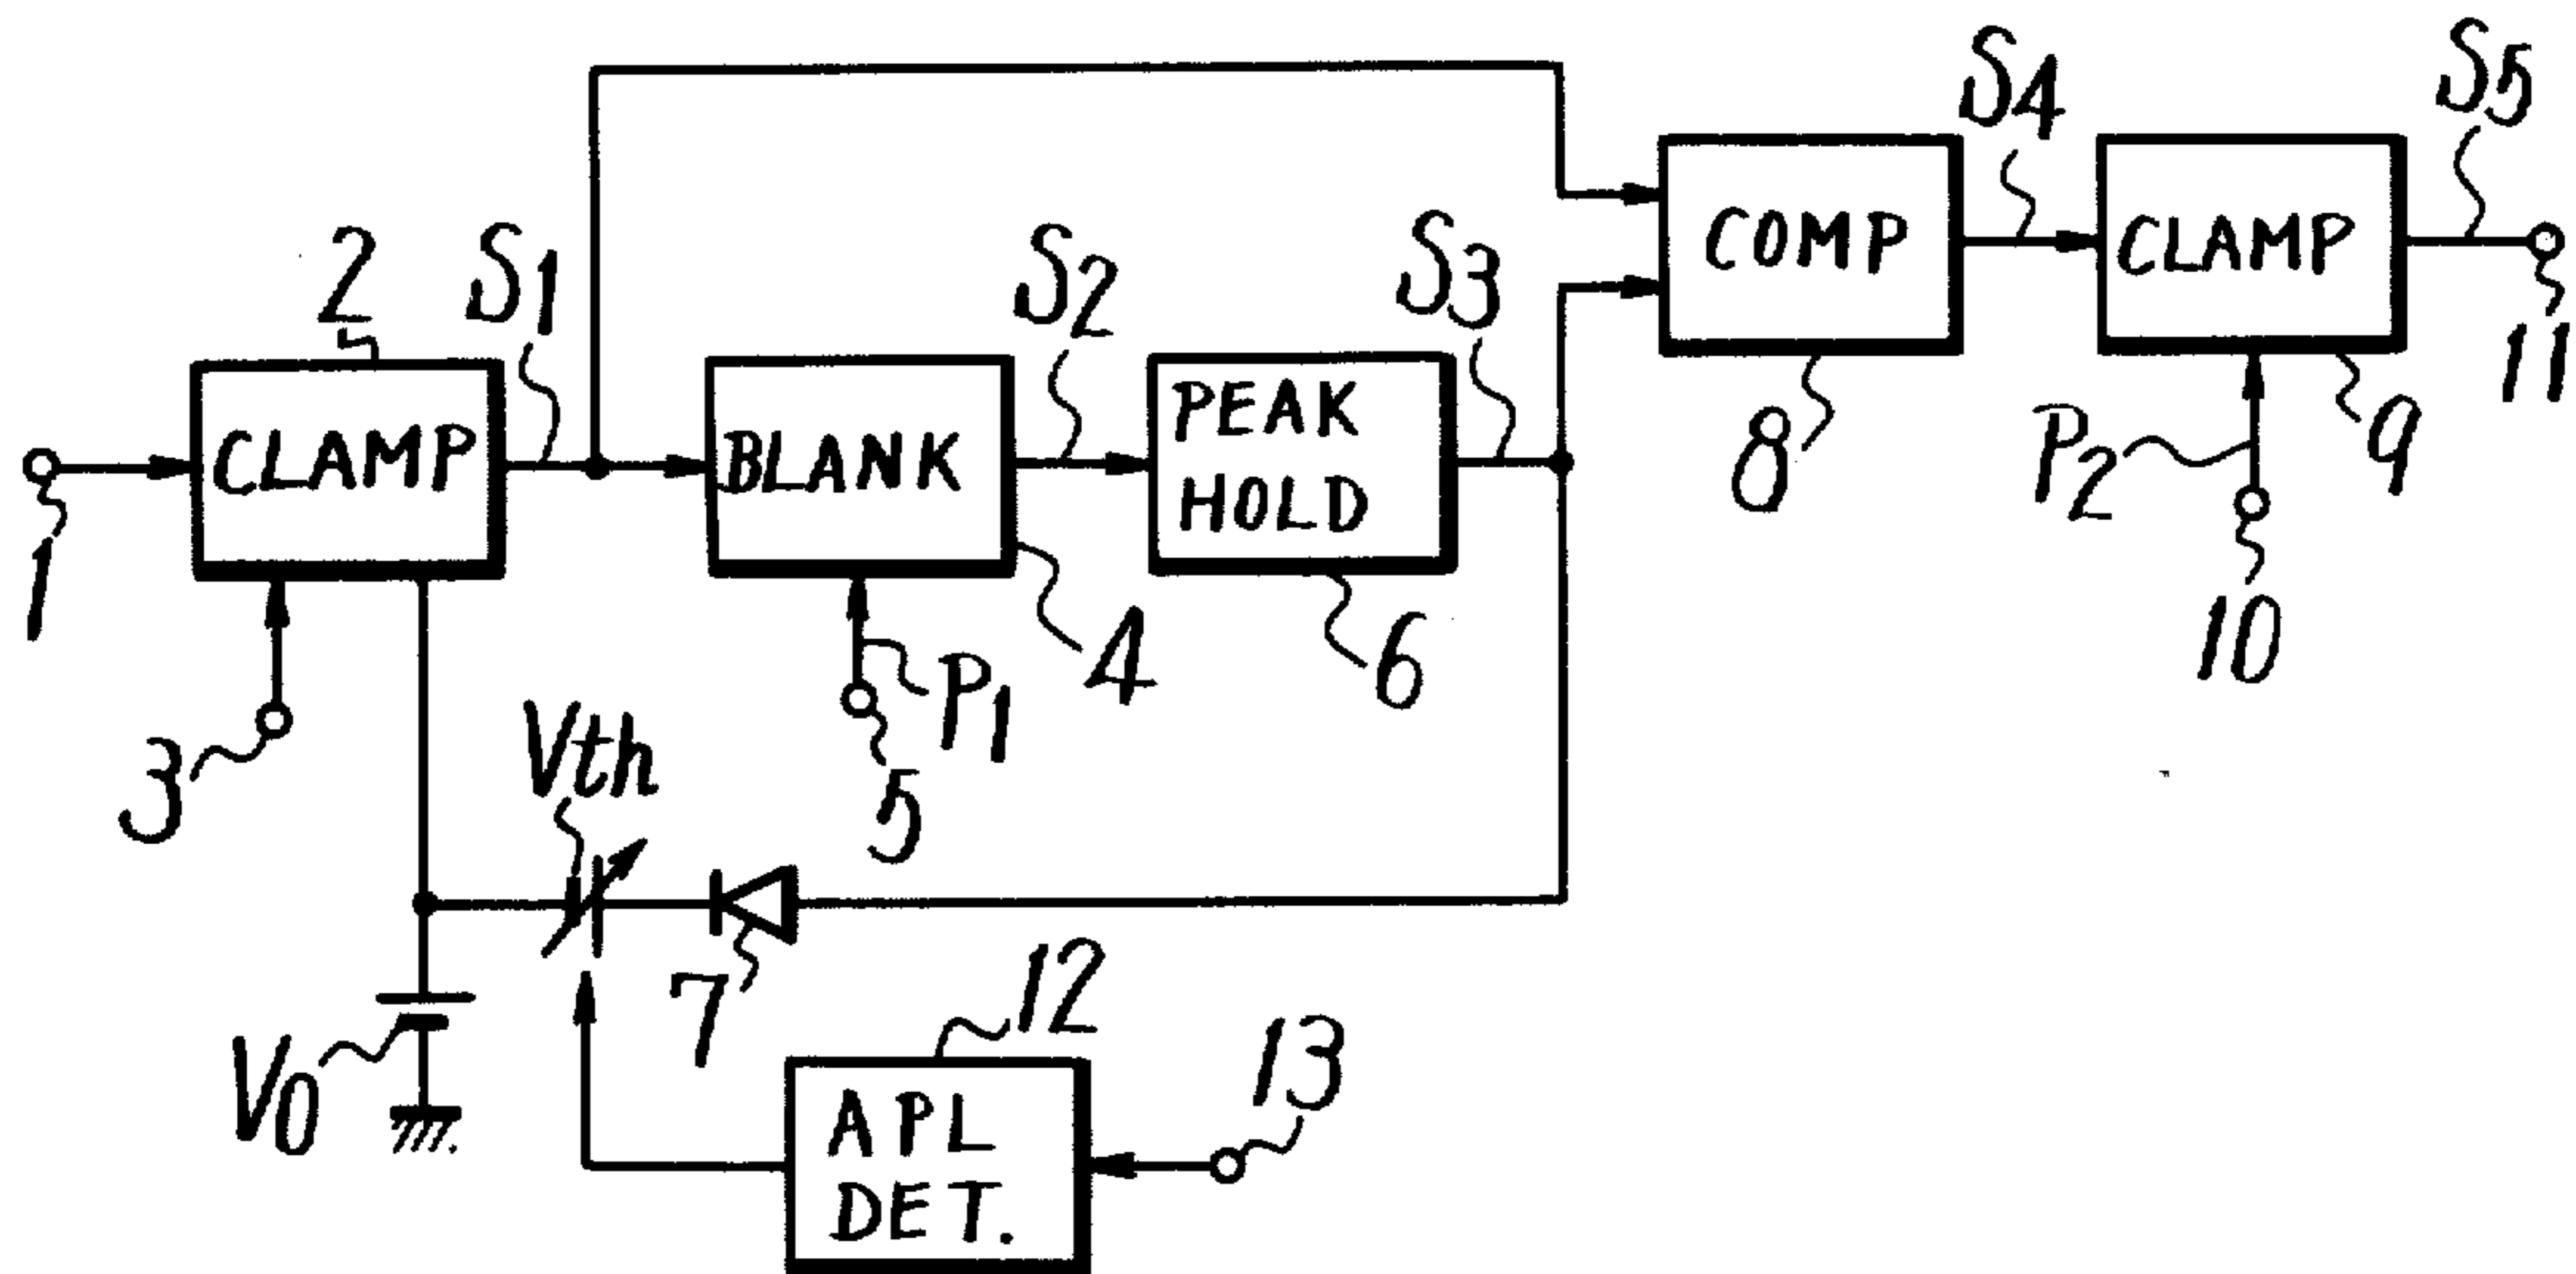 S4
S5
2
S1
S2
S3
COMP
CLAMP
11
CLAMP
BLANK
PEAK
HOLD
8
P2
9
1
4
6
10
3
Vth
P1
5
7
12
13
V0
APL
DET.